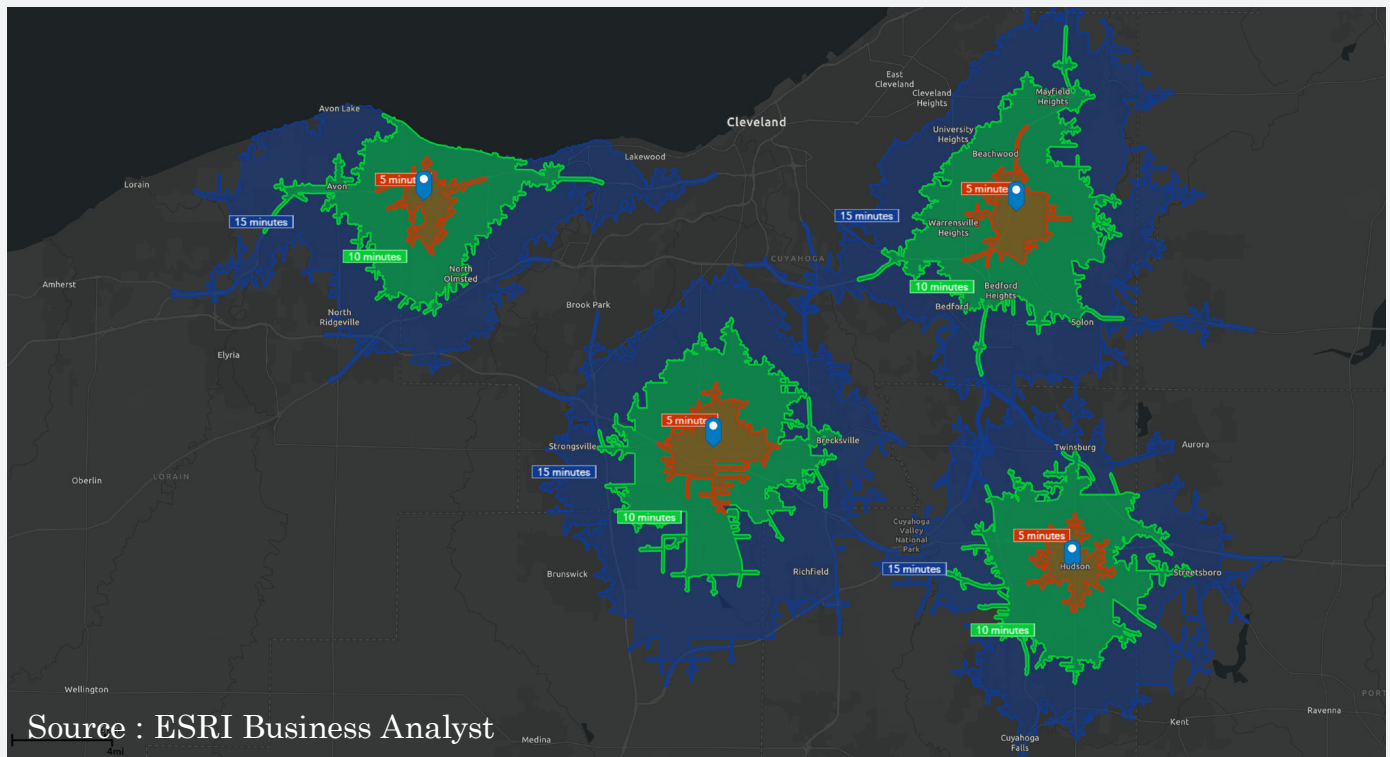 East
Cleveland
Cleveland
Heights
Mayfield
Heights
Avon Lake
Cleveland
University
Heights
Lakewood
Beachwood
Lorain
5 minut
Avon
5 minute
15 minutes
15 minutes
Warrensville
Heights
10 minutes
CUYAHOGA
North
Olmsted
Amherst
10 minutes
Bedford
Heights
Brook Park
Bedford
North
Ridgeville
Solon
Elyria
5 minute
Strongsville
Brecksville
Twinsburg
Aurora
15 minutes
LORAIN
Oberlin
10 minutes
Cuyahoga
Valley
National
Park
5 minutes
Hudson
Brunswick
Richfield
15 minutes
Streetsboro
10 minutes
Wellington
PORT
Ravenna
Source : ESRI Business Analyst
Kent
Medina
Cuyahoga
Falls
4mi